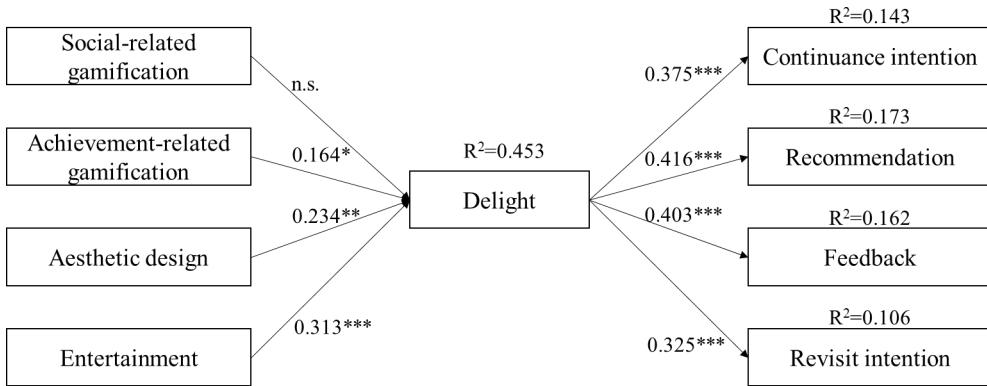 Social-related
gamification
n.s.
Achievement-related
gamification
0.164*
Aesthetic design
0.234**
Entertainment
0.313***
R²=0.453
Delight
R²=0.143
Continuance intention
0.375***
R²=0.173
Recommendation
0.416***
R²=0.162
Feedback
0.403***
R²=0.106
Revisit intention
0.325***